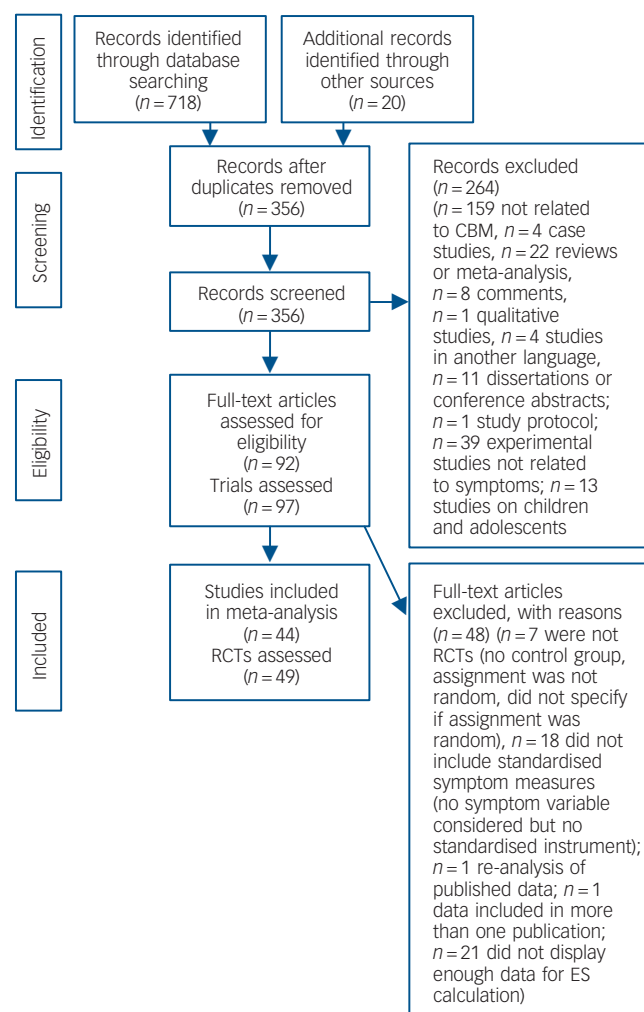 Identification
Records identified
through database
searching
(n = 718)
Additional records
identified through
other sources
(n = 20)
Screening
Records after
duplicates removed
(n = 356)
Records screened
(n = 356)
Records excluded
(n = 264)
(n = 159 not related
to CBM, n = 4 case
studies, n = 22 reviews
or meta-analysis,
n = 8 comments,
n = 1 qualitative
studies, n = 4 studies
in another language,
n = 11 dissertations or
conference abstracts;
n = 1 study protocol;
n = 39 experimental
studies not related
to symptoms; n = 13
studies on children
and adolescents
Eligibility
Full-text articles
assessed for
eligibility
(n = 92)
Trials assessed
(n = 97)
Included
Studies included
in meta-analysis
(n = 44)
RCTs assessed
(n = 49)
Full-text articles
excluded, with reasons
(n = 48) (n = 7 were not
RCTs (no control group,
assignment was not
random, did not specify
if assignment was
random), n = 18 did not
include standardised
symptom measures
(no symptom variable
considered but no
standardised instrument);
n = 1 re-analysis of
published data; n = 1
data included in more
than one publication;
n = 21 did not display
enough data for ES
calculation)